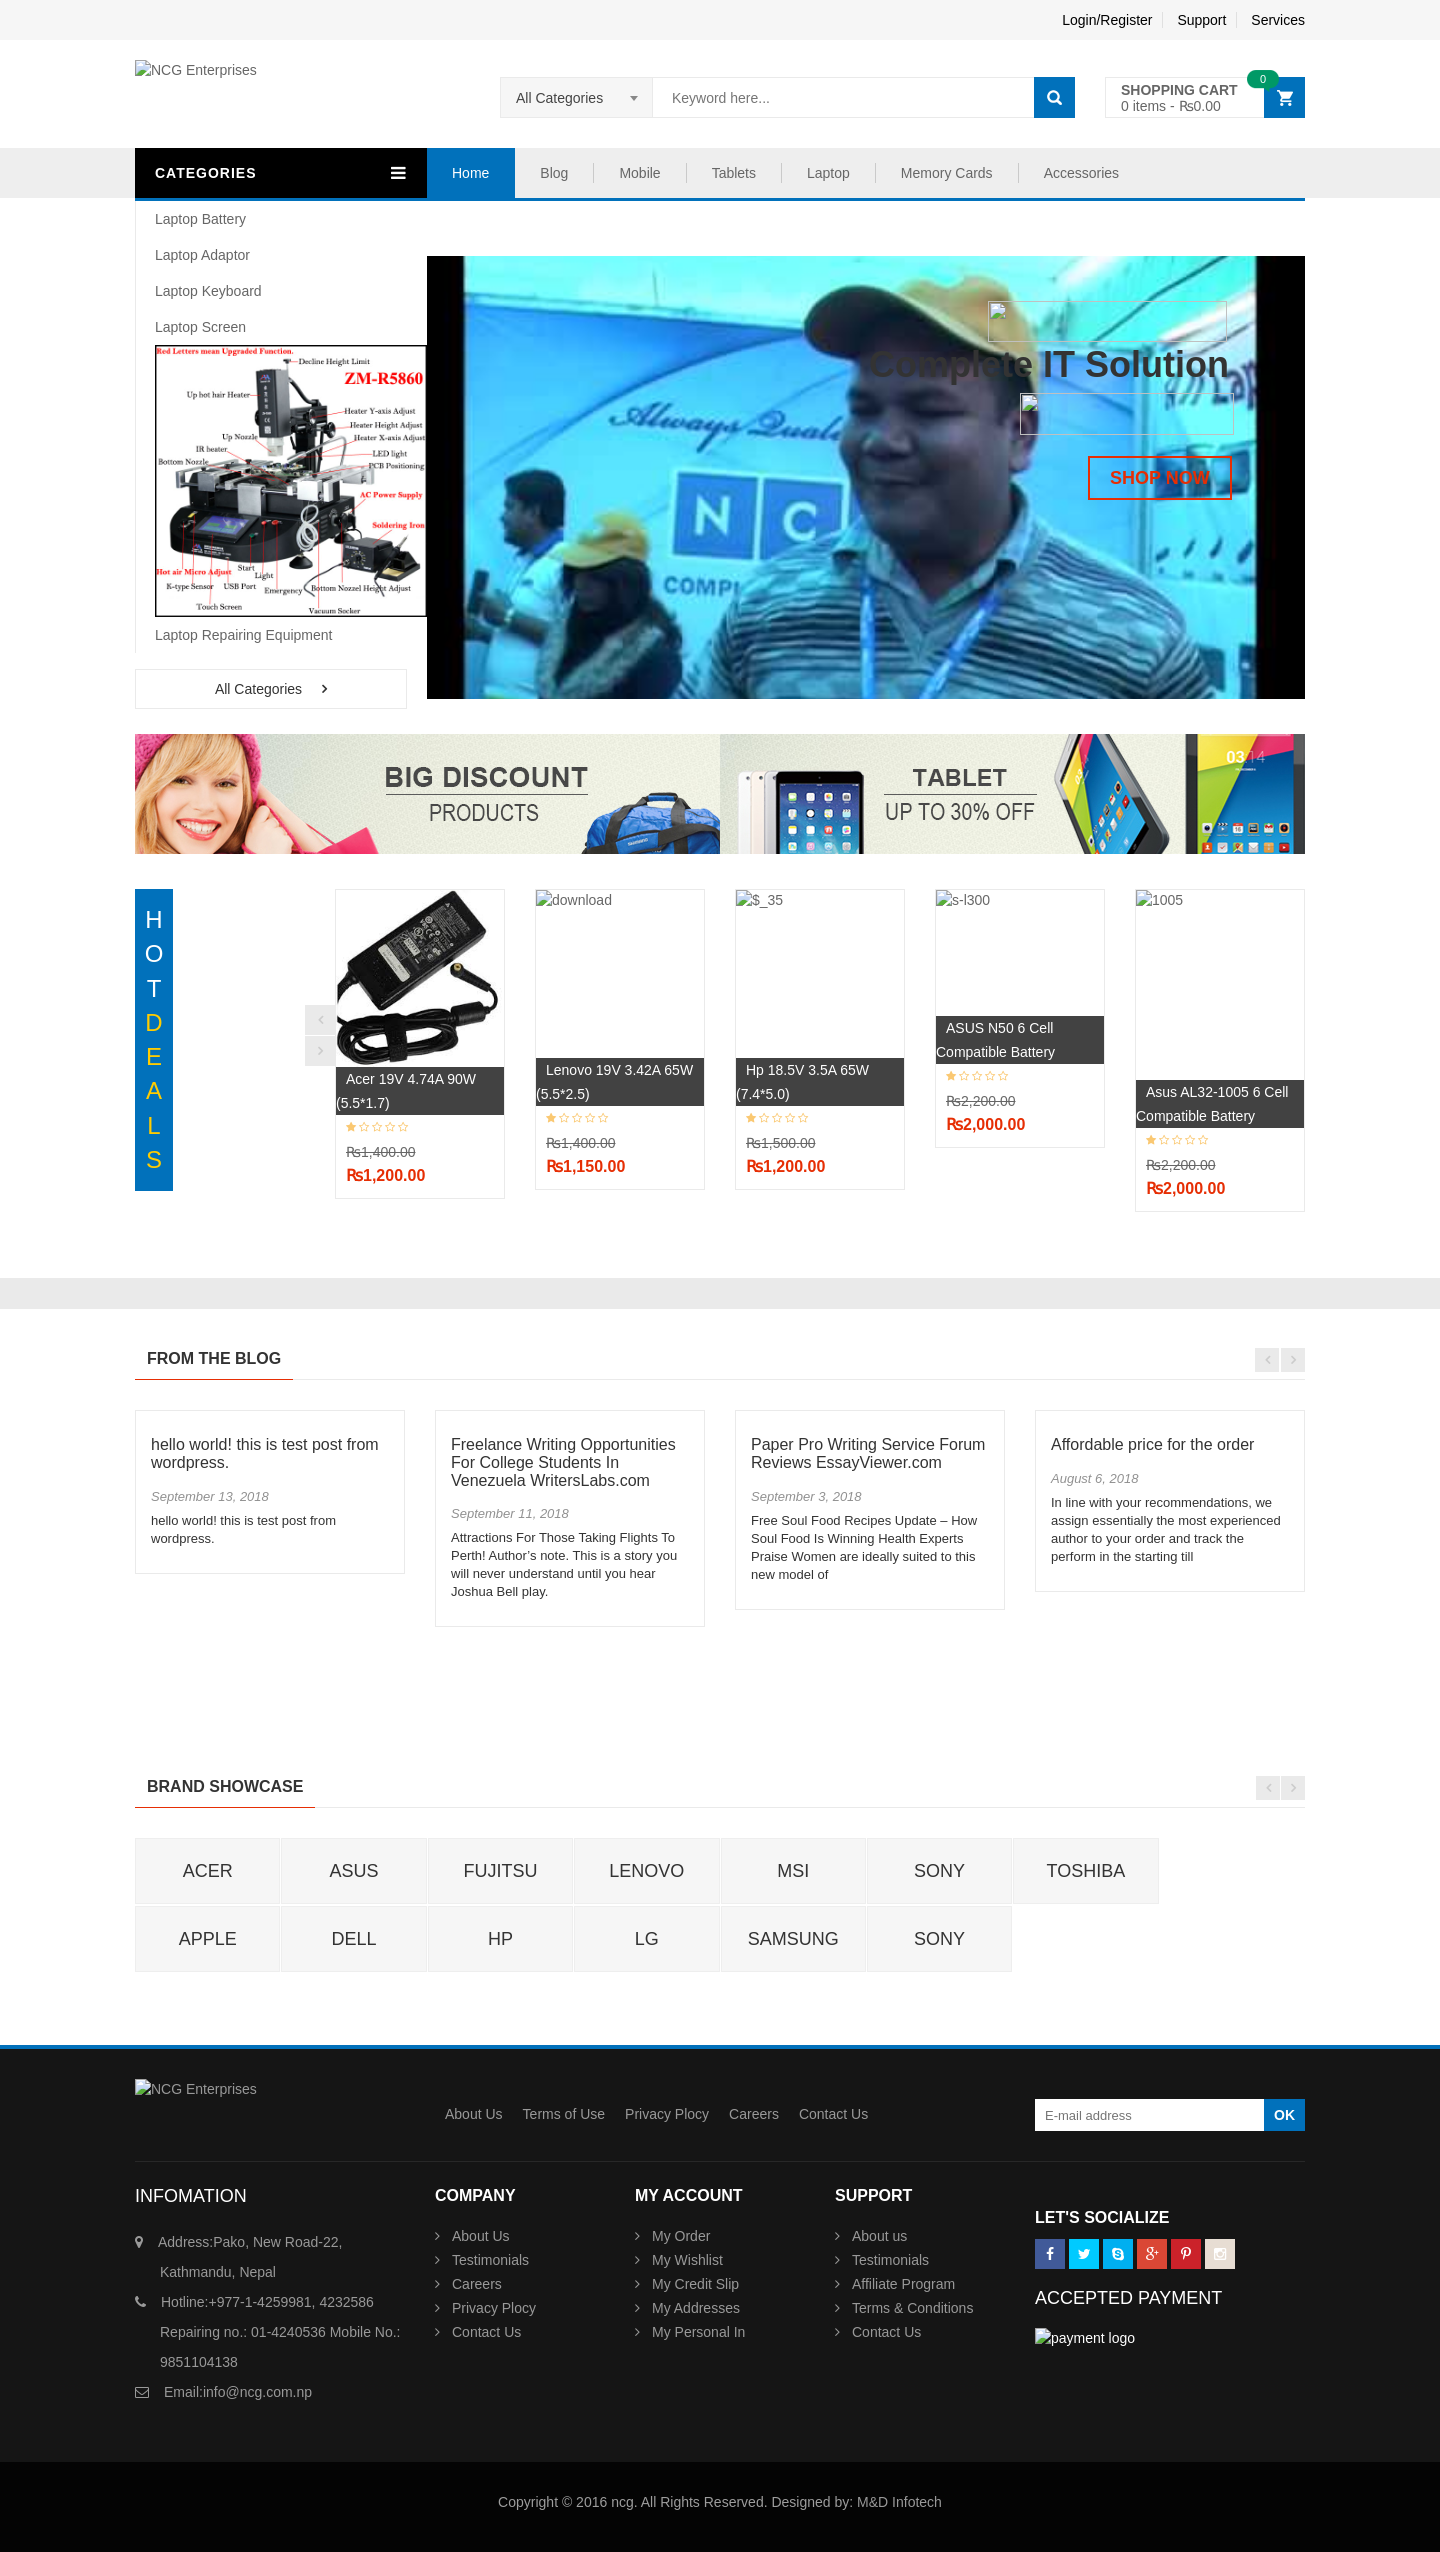 Login/Register Support Services
NCG Enterprises
All Categories Keyword here...
SHOPPING CART
0 items - ₨0.00
0
CATEGORIES
Home Blog Mobile Tablets Laptop Memory Cards Accessories
Laptop Battery
Laptop Adaptor
Laptop Keyboard
Laptop Screen
Red Letters mean Upgraded Function.
Decline Height Limit
ZM-R5860
Up hot hair Heater
Heater Y-axis Adjust
Heater Height Adjust
Up Nozzle
Heater X-axis Adjust
IR heater
LED light
Bottom Nozzle
PCB Positioning
AC Power Supply
Soldering Iron
Hot air Micro Adjust
Start
Light
K-type Sensor
USB Port
Emergency
Bottom Nozzel Height Adjust
Touch Screen
Vacuum Socker
Laptop Repairing Equipment
All Categories
Always
NC
COMP
Complete IT Solution
SHOP NOW
BIG DISCOUNT
PRODUCTS
TABLET
UP TO 30% OFF
03 14
H
O
T
D
E
A
L
S
Acer 19V 4.74A 90W
(5.5*1.7)
₨1,400.00
₨1,200.00
download
Lenovo 19V 3.42A 65W
(5.5*2.5)
₨1,400.00
₨1,150.00
$_35
Hp 18.5V 3.5A 65W
(7.4*5.0)
₨1,500.00
₨1,200.00
s-l300
ASUS N50 6 Cell
Compatible Battery
₨2,200.00
₨2,000.00
1005
Asus AL32-1005 6 Cell
Compatible Battery
₨2,200.00
₨2,000.00
FROM THE BLOG
hello world! this is test post from
wordpress.
September 13, 2018
hello world! this is test post from
wordpress.
Freelance Writing Opportunities
For College Students In
Venezuela WritersLabs.com
September 11, 2018
Attractions For Those Taking Flights To
Perth! Author’s note. This is a story you
will never understand until you hear
Joshua Bell play.
Paper Pro Writing Service Forum
Reviews EssayViewer.com
September 3, 2018
Free Soul Food Recipes Update – How
Soul Food Is Winning Health Experts
Praise Women are ideally suited to this
new model of
Affordable price for the order
August 6, 2018
In line with your recommendations, we
assign essentially the most experienced
author to your order and track the
perform in the starting till
BRAND SHOWCASE
ACER ASUS FUJITSU LENOVO MSI SONY TOSHIBA
APPLE DELL HP LG SAMSUNG SONY
NCG Enterprises
About Us Terms of Use Privacy Plocy Careers Contact Us
E-mail address OK
INFOMATION
Address:Pako, New Road-22,
Kathmandu, Nepal
Hotline:+977-1-4259981, 4232586
Repairing no.: 01-4240536 Mobile No.:
9851104138
Email:info@ncg.com.np
COMPANY
About Us
Testimonials
Careers
Privacy Plocy
Contact Us
MY ACCOUNT
My Order
My Wishlist
My Credit Slip
My Addresses
My Personal In
SUPPORT
About us
Testimonials
Affiliate Program
Terms & Conditions
Contact Us
LET'S SOCIALIZE
ACCEPTED PAYMENT
payment logo
Copyright © 2016 ncg. All Rights Reserved. Designed by: M&D Infotech